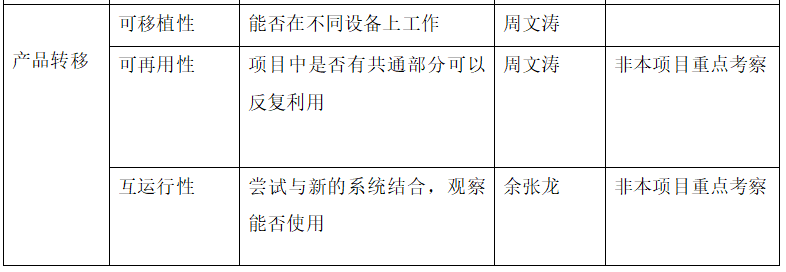 产品转移
可移植性
能否在不同设备上工作
周文涛
可再用性
项目中是否有共通部分可以
反复利用
周文涛
非本项目重点考察
互运行性
尝试与新的系统结合，观察
能否使用
余张龙
非本项目重点考察